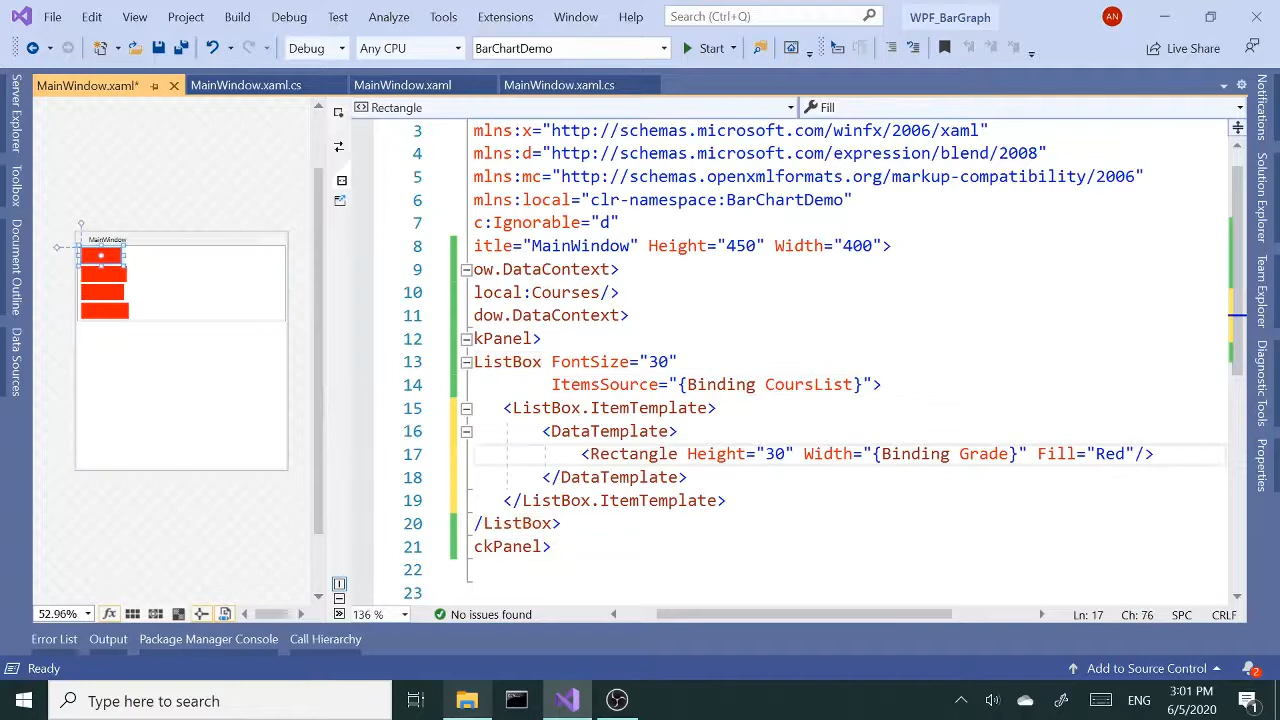 File Edit View Project Build Debug Test Analyze Tools Extensions Window Help Search (Ctrl+Q) WPF_BarGraph AN
Debug Any CPU BarChartDemo Start Live Share
MainWindow.xaml* MainWindow.xaml.cs MainWindow.xaml MainWindow.xaml.cs
Rectangle Fill
Server Explorer
Toolbox
Document Outline
Data Sources
MainWindow
3 mlns:x="http://schemas.microsoft.com/winfx/2006/xaml"
4 mlns:d="http://schemas.microsoft.com/expression/blend/2008"
5 mlns:mc="http://schemas.openxmlformats.org/markup-compatibility/2006"
6 mlns:local="clr-namespace:BarChartDemo"
7 c:Ignorable="d"
8 itle="MainWindow" Height="450" Width="400">
9 ow.DataContext>
10 local:Courses/>
11 dow.DataContext>
12 kPanel>
13 ListBox FontSize="30"
14 ItemsSource="{Binding CoursList}">
15 <ListBox.ItemTemplate>
16 <DataTemplate>
17 <Rectangle Height="30" Width="{Binding Grade}" Fill="Red"/>
18 </DataTemplate>
19 </ListBox.ItemTemplate>
20 /ListBox>
21 ckPanel>
22
23
Notifications
Solution Explorer
Team Explorer
Diagnostic Tools
Properties
52.96% fx 136 % No issues found Ln: 17 Ch: 76 SPC CRLF
Error List Output Package Manager Console Call Hierarchy
Ready Add to Source Control 2
Type here to search ENG 3:01 PM
6/5/2020 1